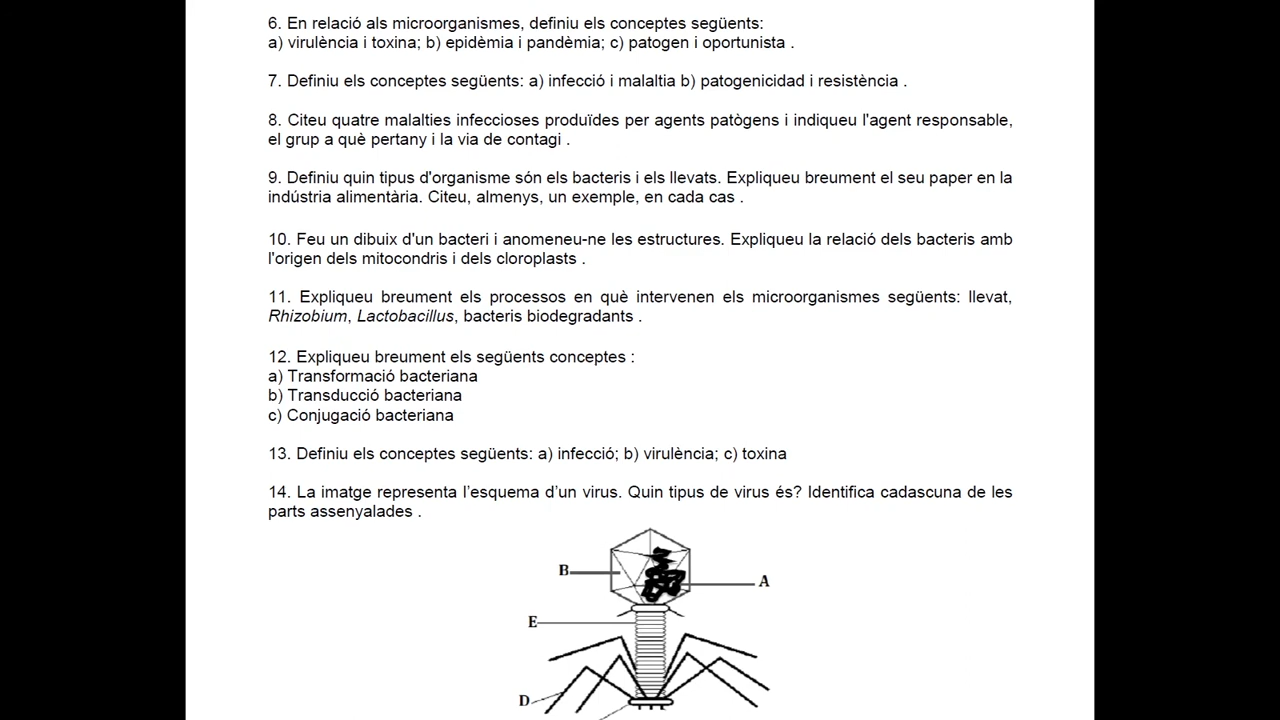 6. En relació als microorganismes, definiu els conceptes següents:
a) virulència i toxina; b) epidèmia i pandèmia; c) patogen i oportunista .
7. Definiu els conceptes següents: a) infecció i malaltia b) patogenicidad i resistència .
8. Citeu quatre malalties infeccioses produïdes per agents patògens i indiqueu l'agent responsable,
el grup a què pertany i la via de contagi .
9. Definiu quin tipus d'organisme són els bacteris i els llevats. Expliqueu breument el seu paper en la
indústria alimentària. Citeu, almenys, un exemple, en cada cas .
10. Feu un dibuix d'un bacteri i anomeneu-ne les estructures. Expliqueu la relació dels bacteris amb
l'origen dels mitocondris i dels cloroplasts .
11. Expliqueu breument els processos en què intervenen els microorganismes següents: llevat,
Rhizobium, Lactobacillus, bacteris biodegradants .
12. Expliqueu breument els següents conceptes :
a) Transformació bacteriana
b) Transducció bacteriana
c) Conjugació bacteriana
13. Definiu els conceptes següents: a) infecció; b) virulència; c) toxina
14. La imatge representa l’esquema d’un virus. Quin tipus de virus és? Identifica cadascuna de les
parts assenyalades .
B
A
E
D